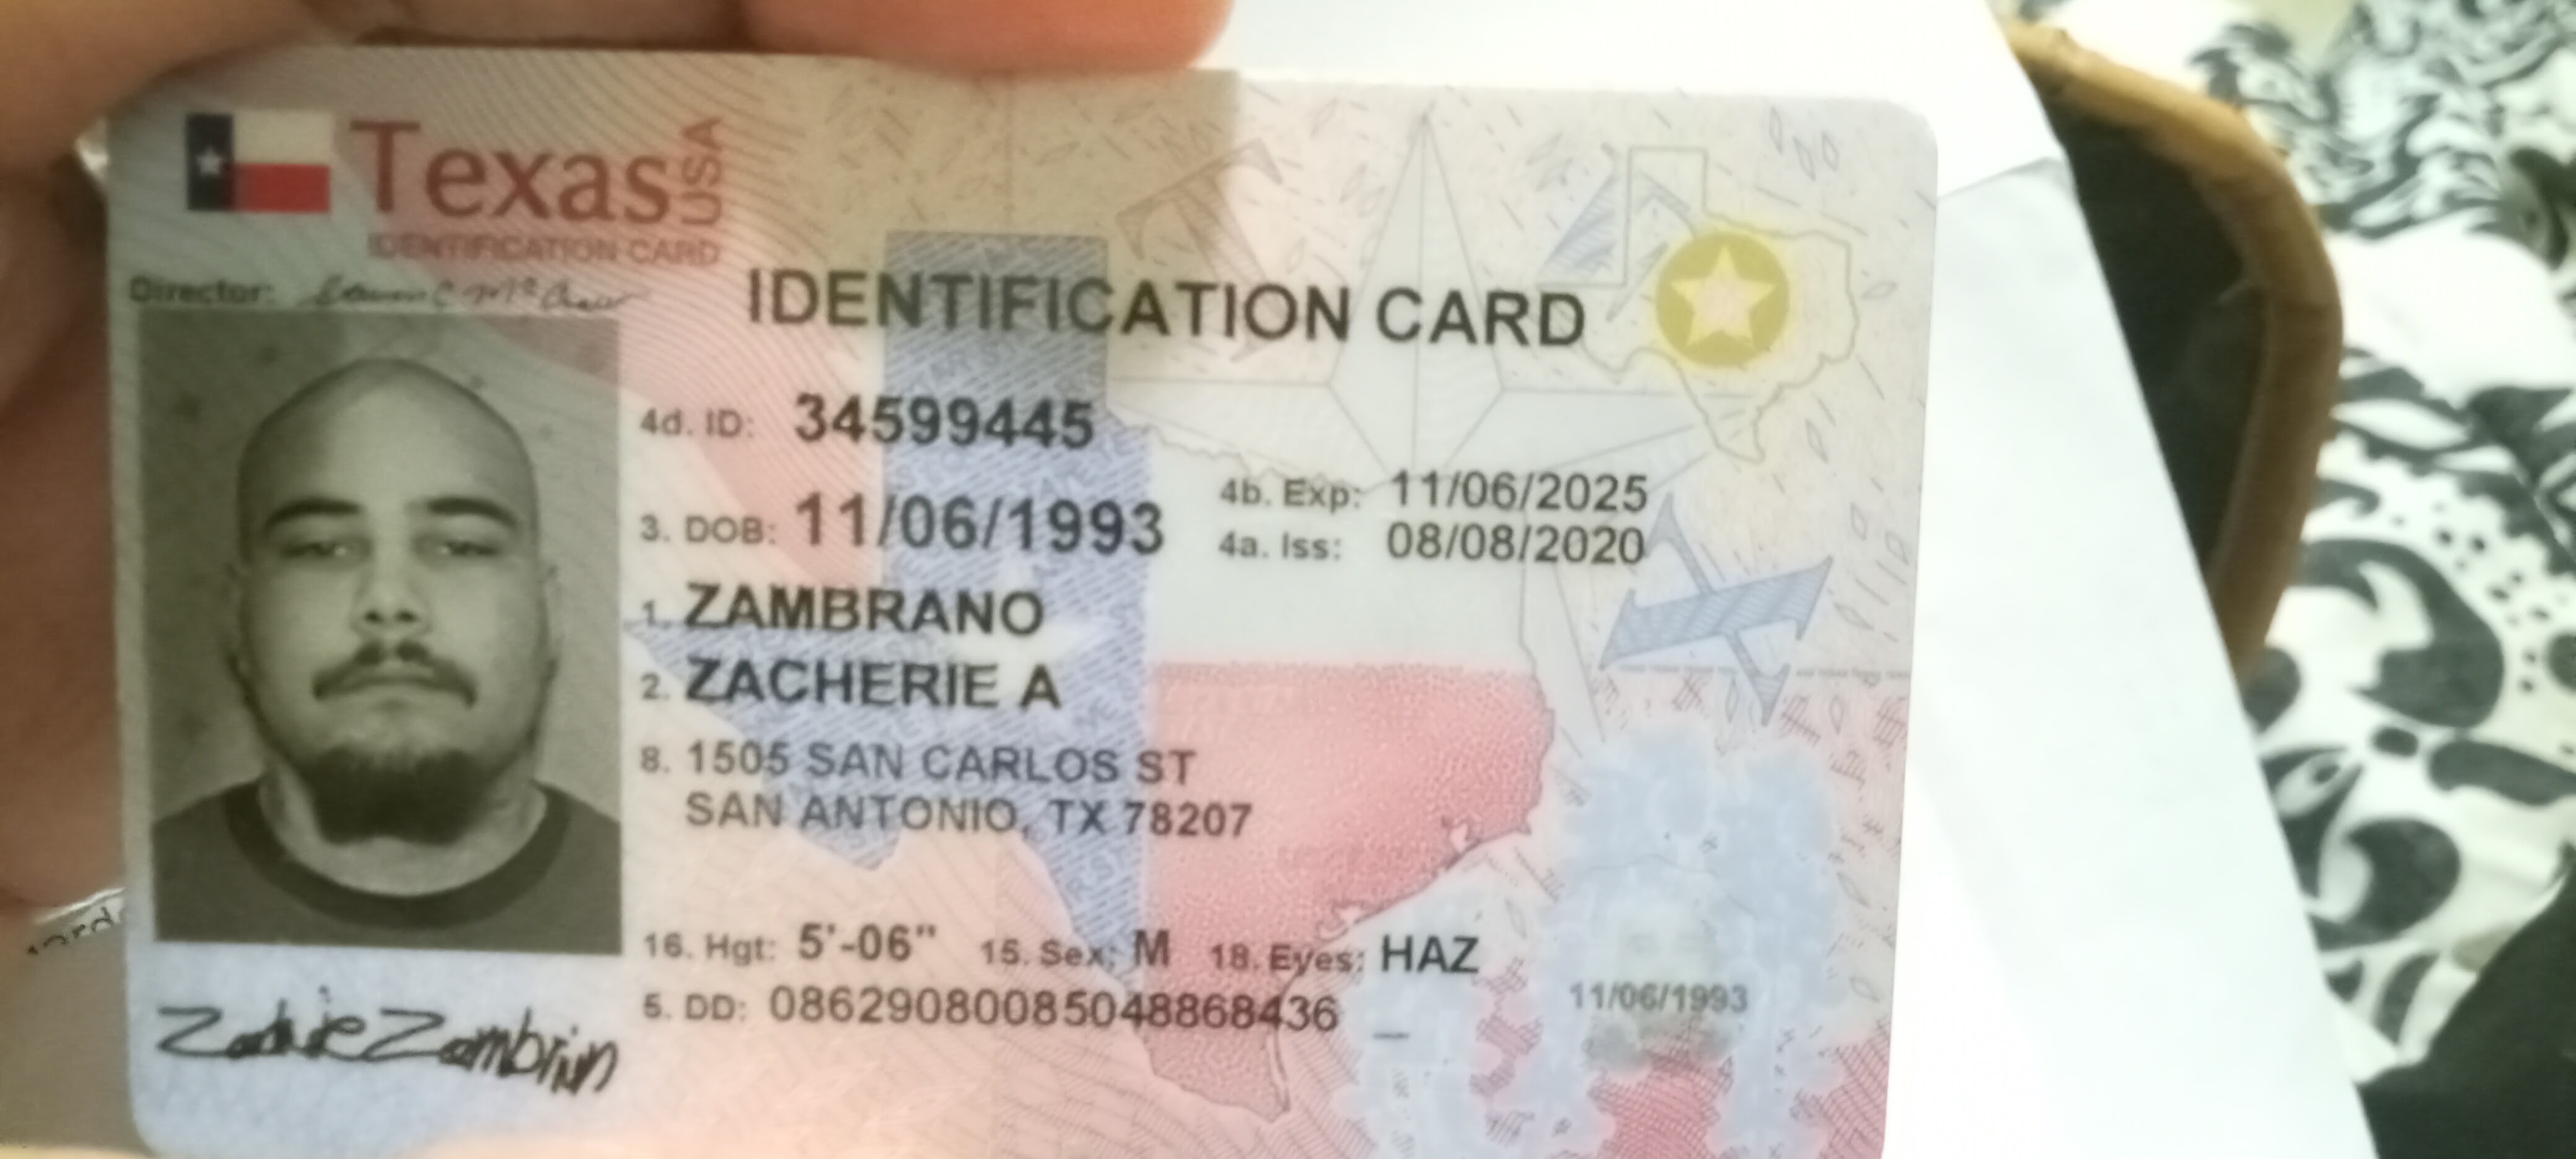 Texas USA
IDENTIFICATION CARD
Director:
IDENTIFICATION CARD
4d. ID: 34599445
3. DOB: 11/06/1993
4b. Exp: 11/06/2025
4a. Iss: 08/08/2020
1. ZAMBRANO
2. ZACHERIE A
8. 1505 SAN CARLOS ST
SAN ANTONIO, TX 78207
16. Hgt: 5'-06" 15. Sex: M 18. Eyes: HAZ
5. DD: 08629080085048868436
11/06/1993